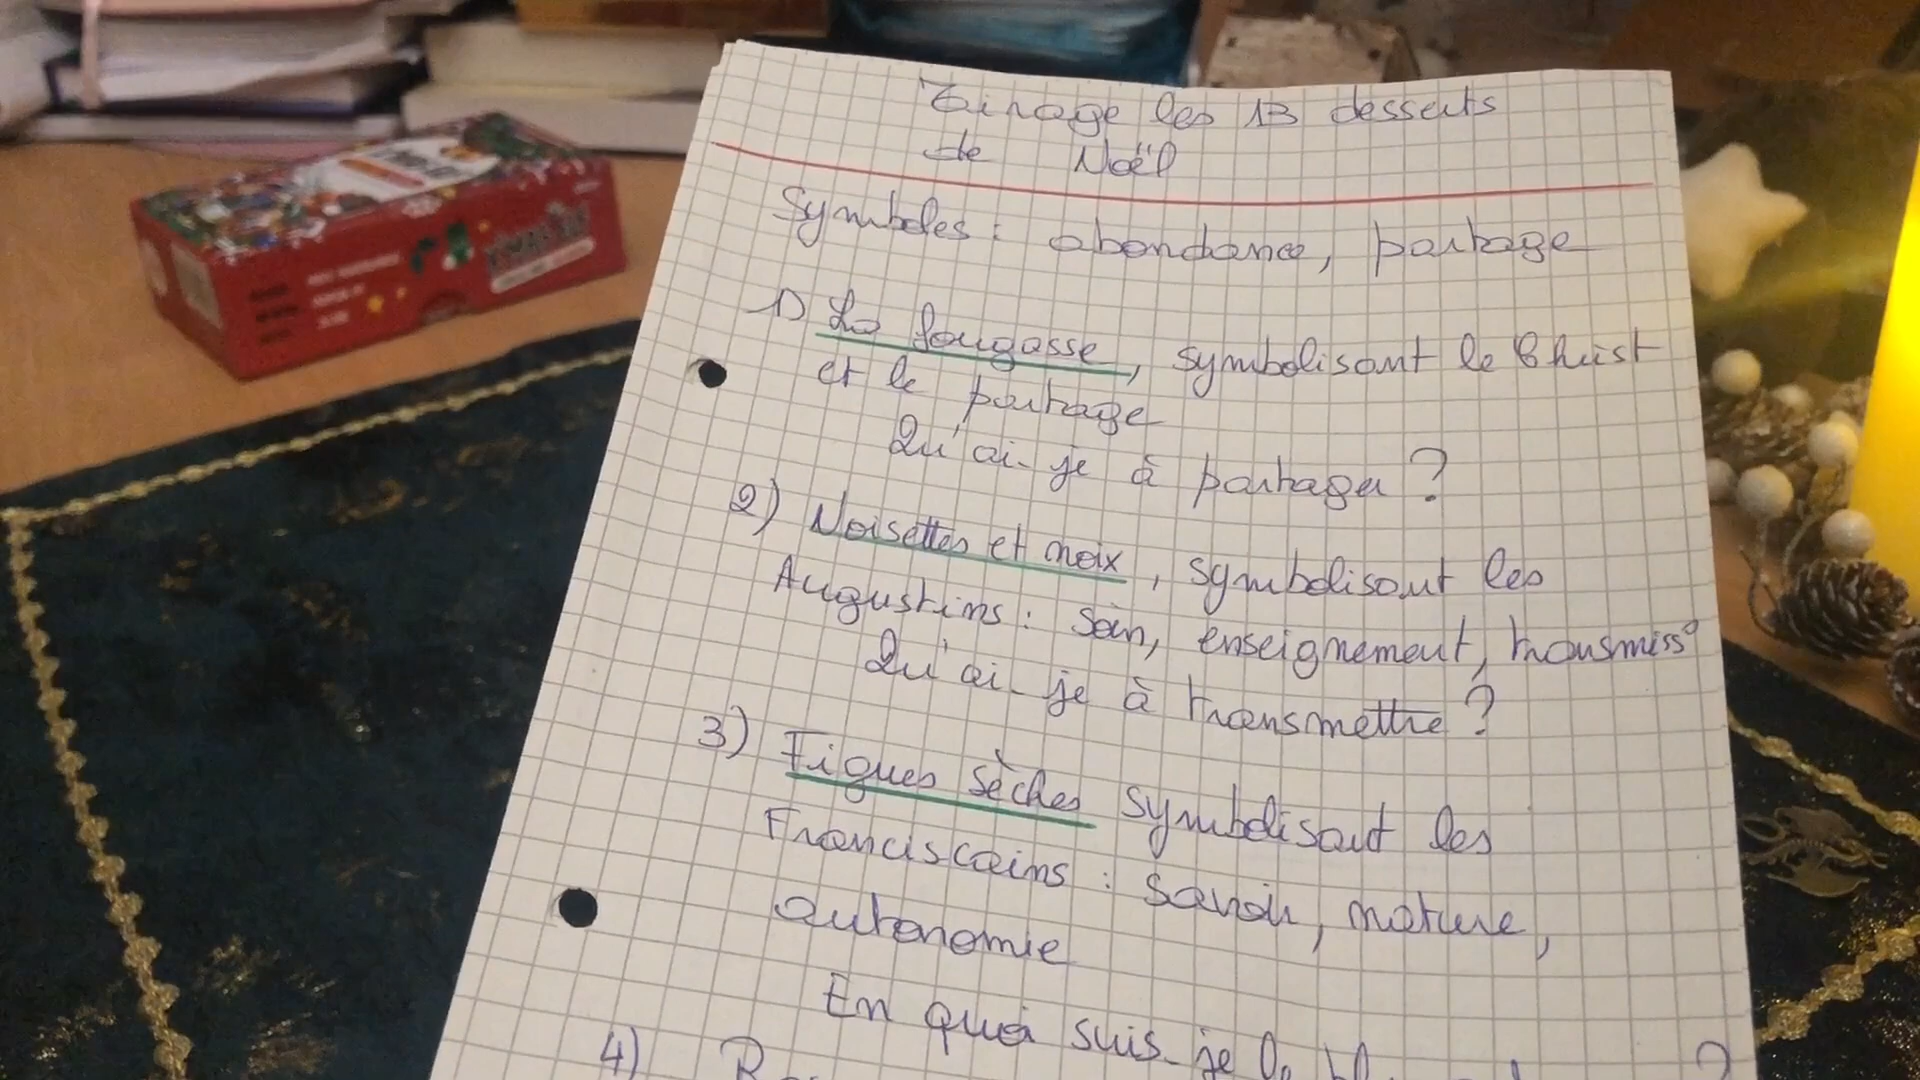 Tirage les 13 desserts
de Noël
Symboles : abondance, partage
1) La fougasse, symbolisant le Christ
et le partage
Qu'ai-je à partager ?
2) Noisettes et noix, symbolisant les
Augustins : soin, enseignement, transmiss°
Qu'ai-je à transmettre ?
3) Figues sèches symbolisant les
Franciscains : savoir, nature,
autonomie
En quoi suis-je ?
4)